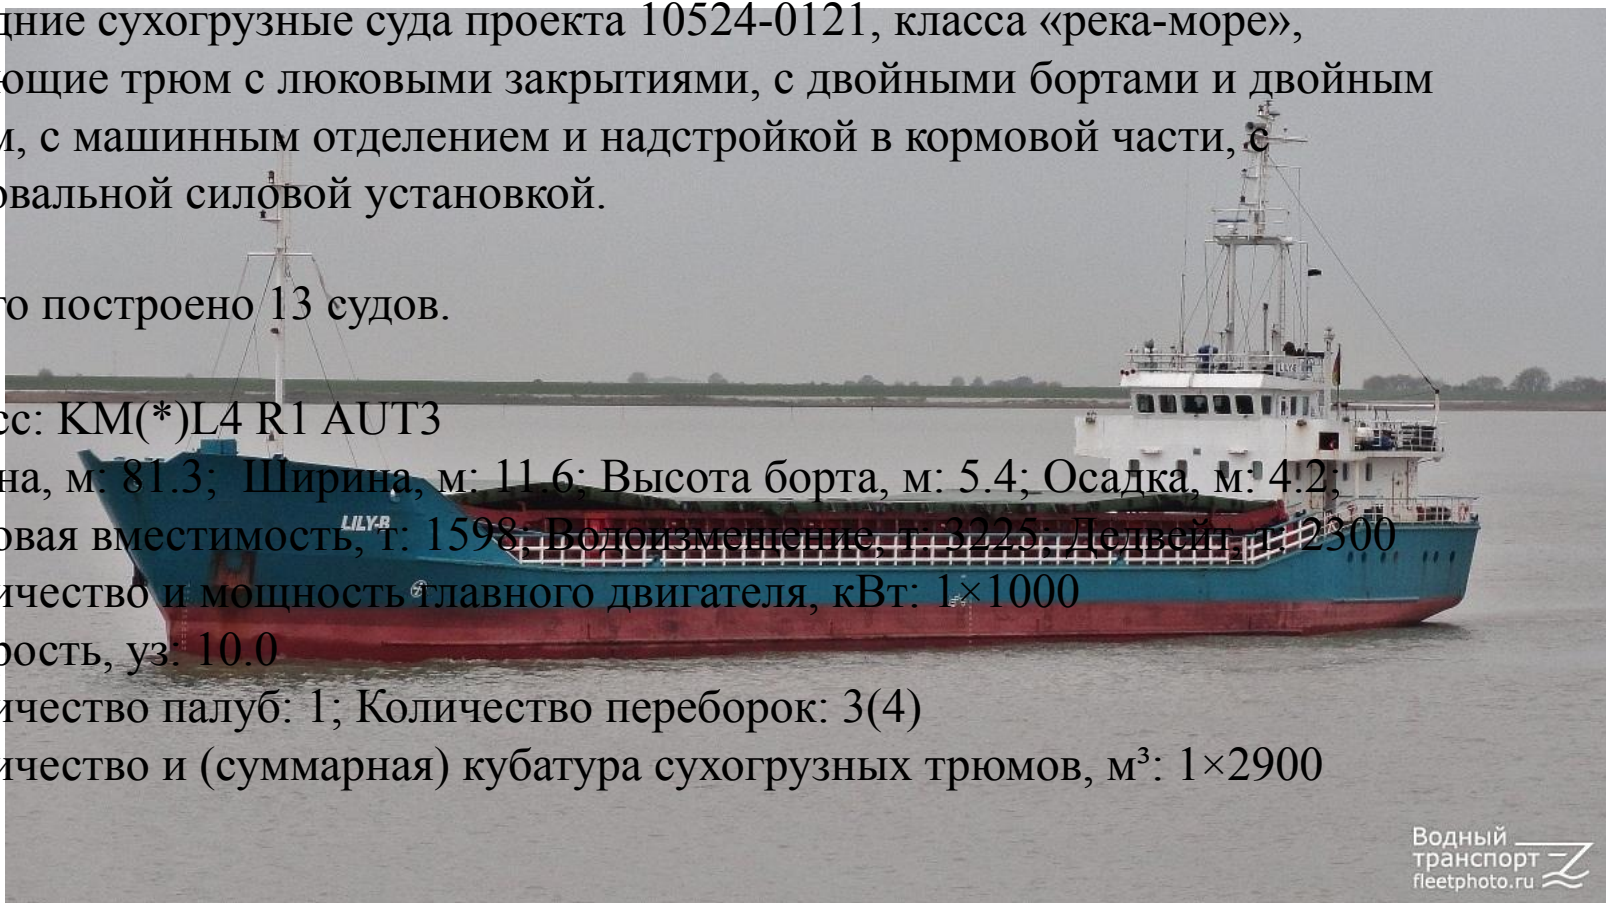 дние сухогрузные суда проекта 10524-0121, класса «река-море»,
ющие трюм с люковыми закрытиями, с двойными бортами и двойным
м, с машинным отделением и надстройкой в кормовой части, с
овальной силовой установкой.
го построено 13 судов.
сс: КМ(*)L4 R1 AUT3
на, м: 81.3; Ширина, м: 11.6; Высота борта, м: 5.4; Осадка, м: 4.2;
овая вместимость, т: 1598; Водоизмещение, т: 3225; Дедвейт, т: 2300
ичество и мощность главного двигателя, кВт: 1×1000
рость, уз: 10.0
ичество палуб: 1; Количество переборок: 3(4)
ичество и (суммарная) кубатура сухогрузных трюмов, м³: 1×2900
LILY-B
Водный
транспорт
fleetphoto.ru